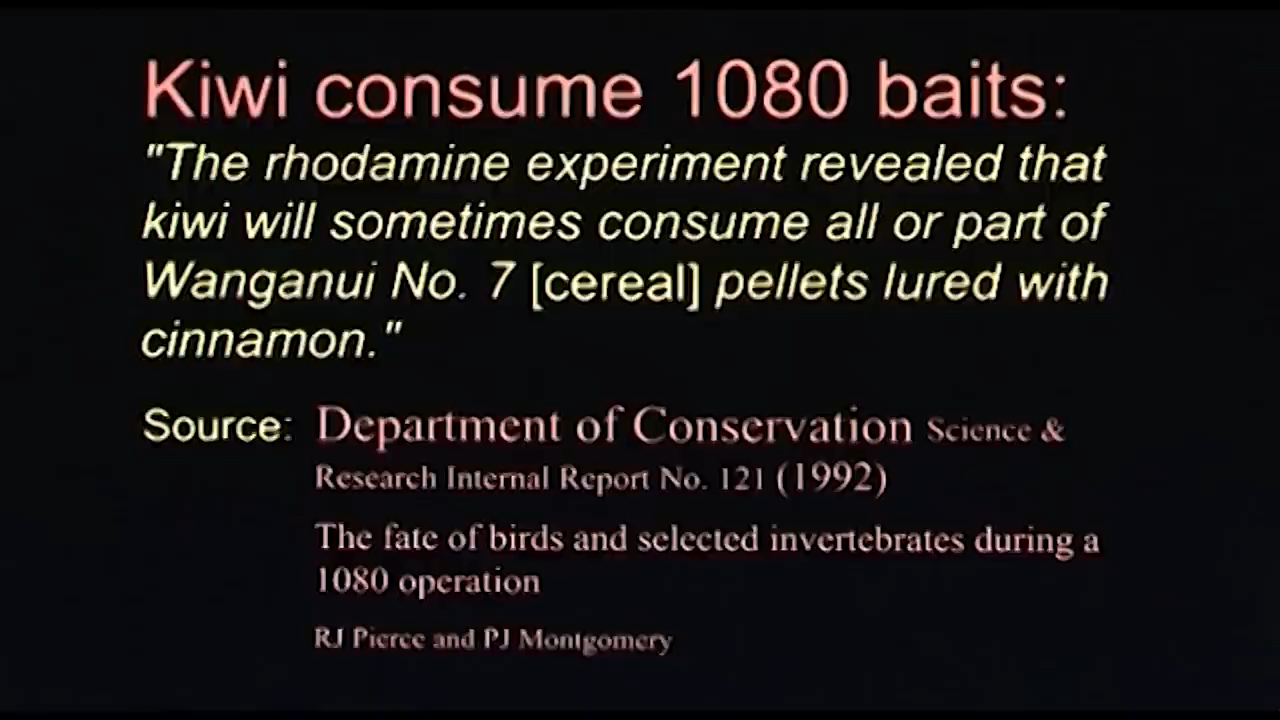 Kiwi consume 1080 baits:
"The rhodamine experiment revealed that
kiwi will sometimes consume all or part of
Wanganui No. 7 [cereal] pellets lured with
cinnamon."
Source: Department of Conservation Science &
Research Internal Report No. 121 (1992)
The fate of birds and selected invertebrates during a
1080 operation
RJ Pierce and PJ Montgomery